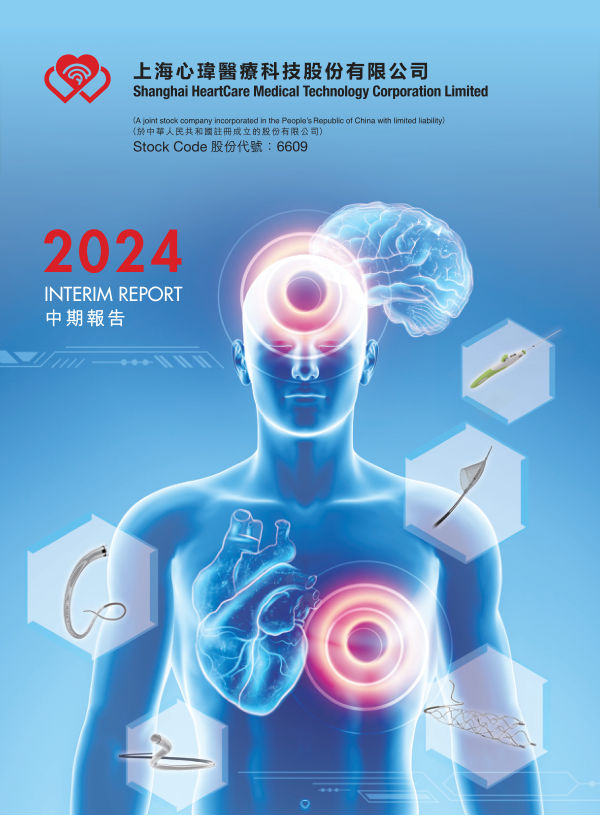 上海心瑋醫療科技股份有限公司
Shanghai HeartCare Medical Technology Corporation Limited
(A joint stock company incorporated in the People's Republic of China with limited liability)
(於中華人民共和國註冊成立的股份有限公司)
Stock Code 股份代號：6609
2024
INTERIM REPORT
中期報告